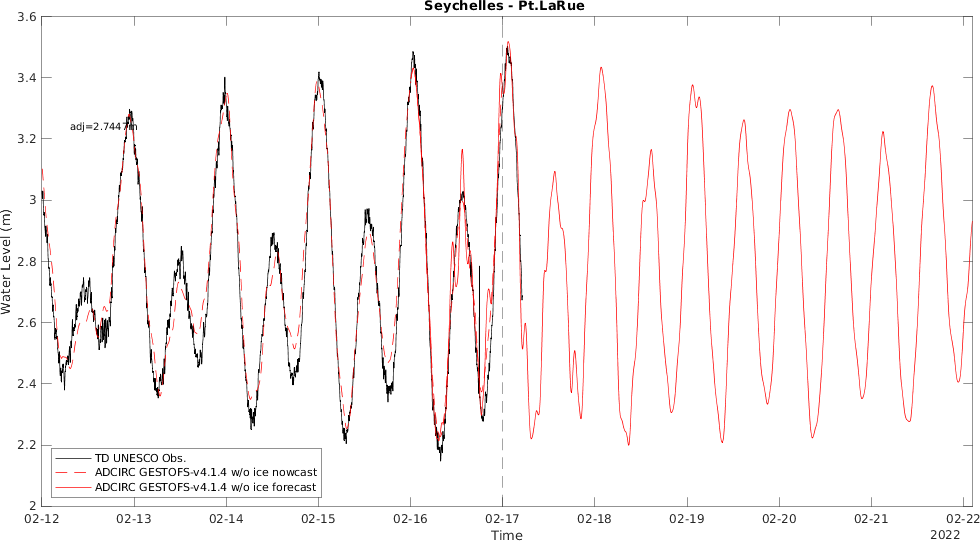 Seychelles - Pt.LaRue
3.6
3.4
3.2
3
2.8
2.6
2.4
2.2
2
Water Level (m)
adj=2.7447m
TD UNESCO Obs.
ADCIRC GESTOFS-v4.1.4 w/o ice nowcast
ADCIRC GESTOFS-v4.1.4 w/o ice forecast
02-12 02-13 02-14 02-15 02-16 02-17 02-18 02-19 02-20 02-21 02-22
Time
2022